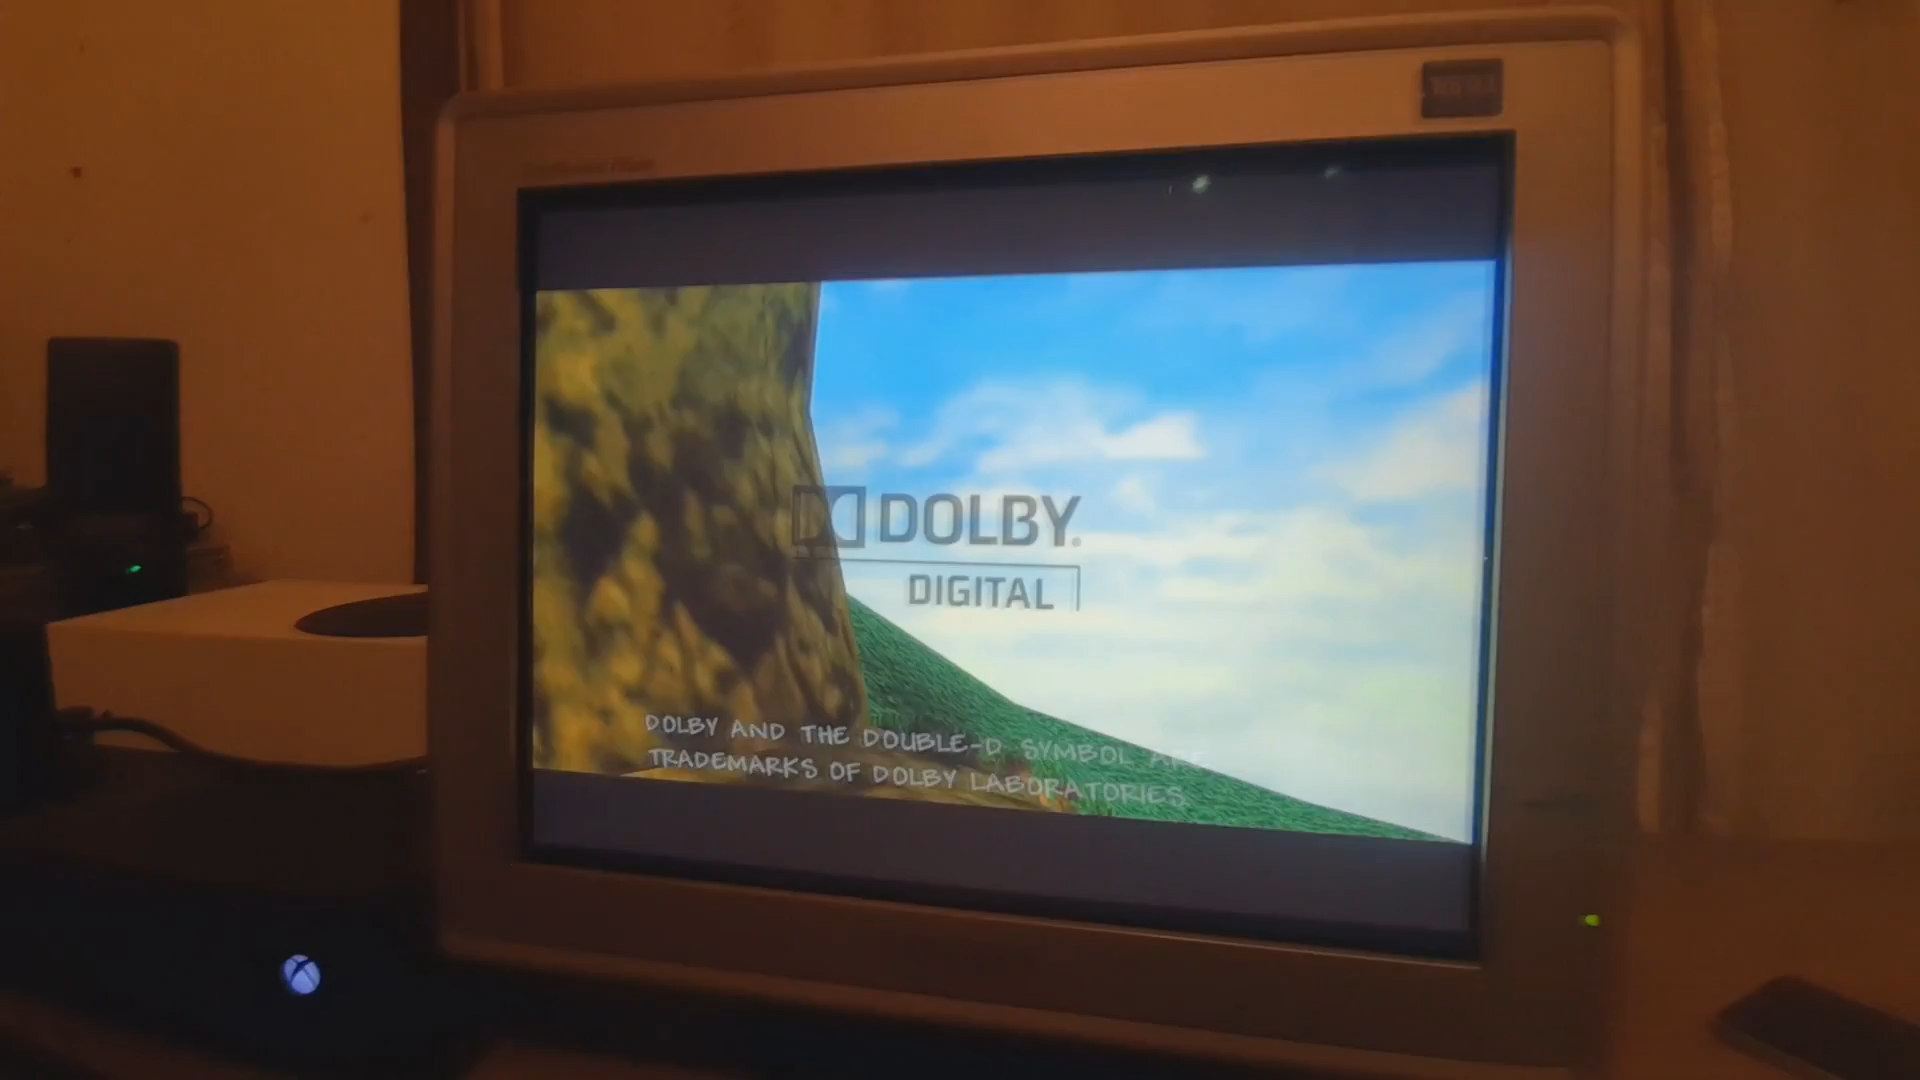 DOLBY
DIGITAL
DOLBY AND THE DOUBLE-D SYMBOL ARE
TRADEMARKS OF DOLBY LABORATORIES